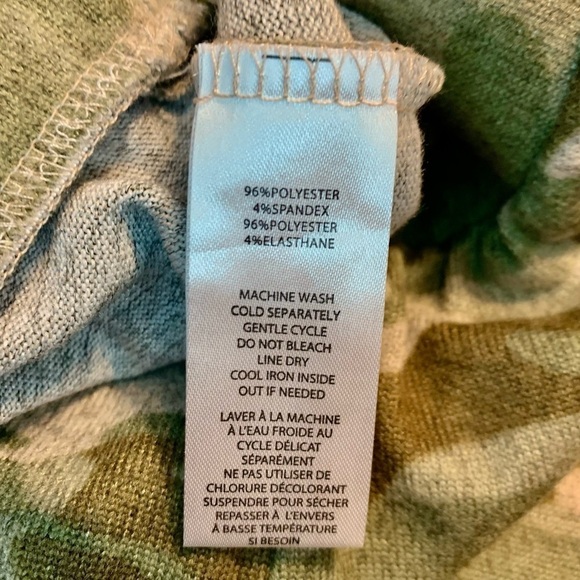 96%POLYESTER
4%SPANDEX
96%POLYESTER
4%ELASTHANE
MACHINE WASH
COLD SEPARATELY
GENTLE CYCLE
DO NOT BLEACH
LINE DRY
COOL IRON INSIDE
OUT IF NEEDED
LAVER À LA MACHINE
À L'EAU FROIDE AU
CYCLE DÉLICAT
SÉPARÉMENT
NE PAS UTILISER DE
CHLORURE DÉCOLORANT
SUSPENDRE POUR SÉCHER
REPASSER À L'ENVERS
À BASSE TEMPÉRATURE
SI BESOIN